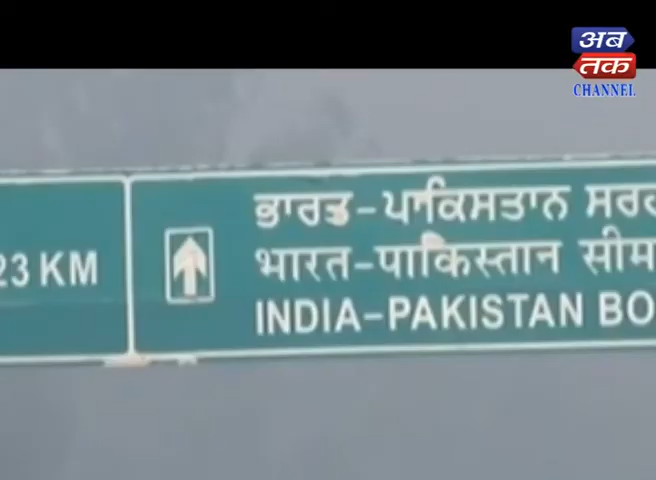 अब
तक
CHANNEL
ਭਾਰਤ-ਪਾਕਿਸਤਾਨ
भारत-पाकिस्तान
23 KM
INDIA-PAKISTAN